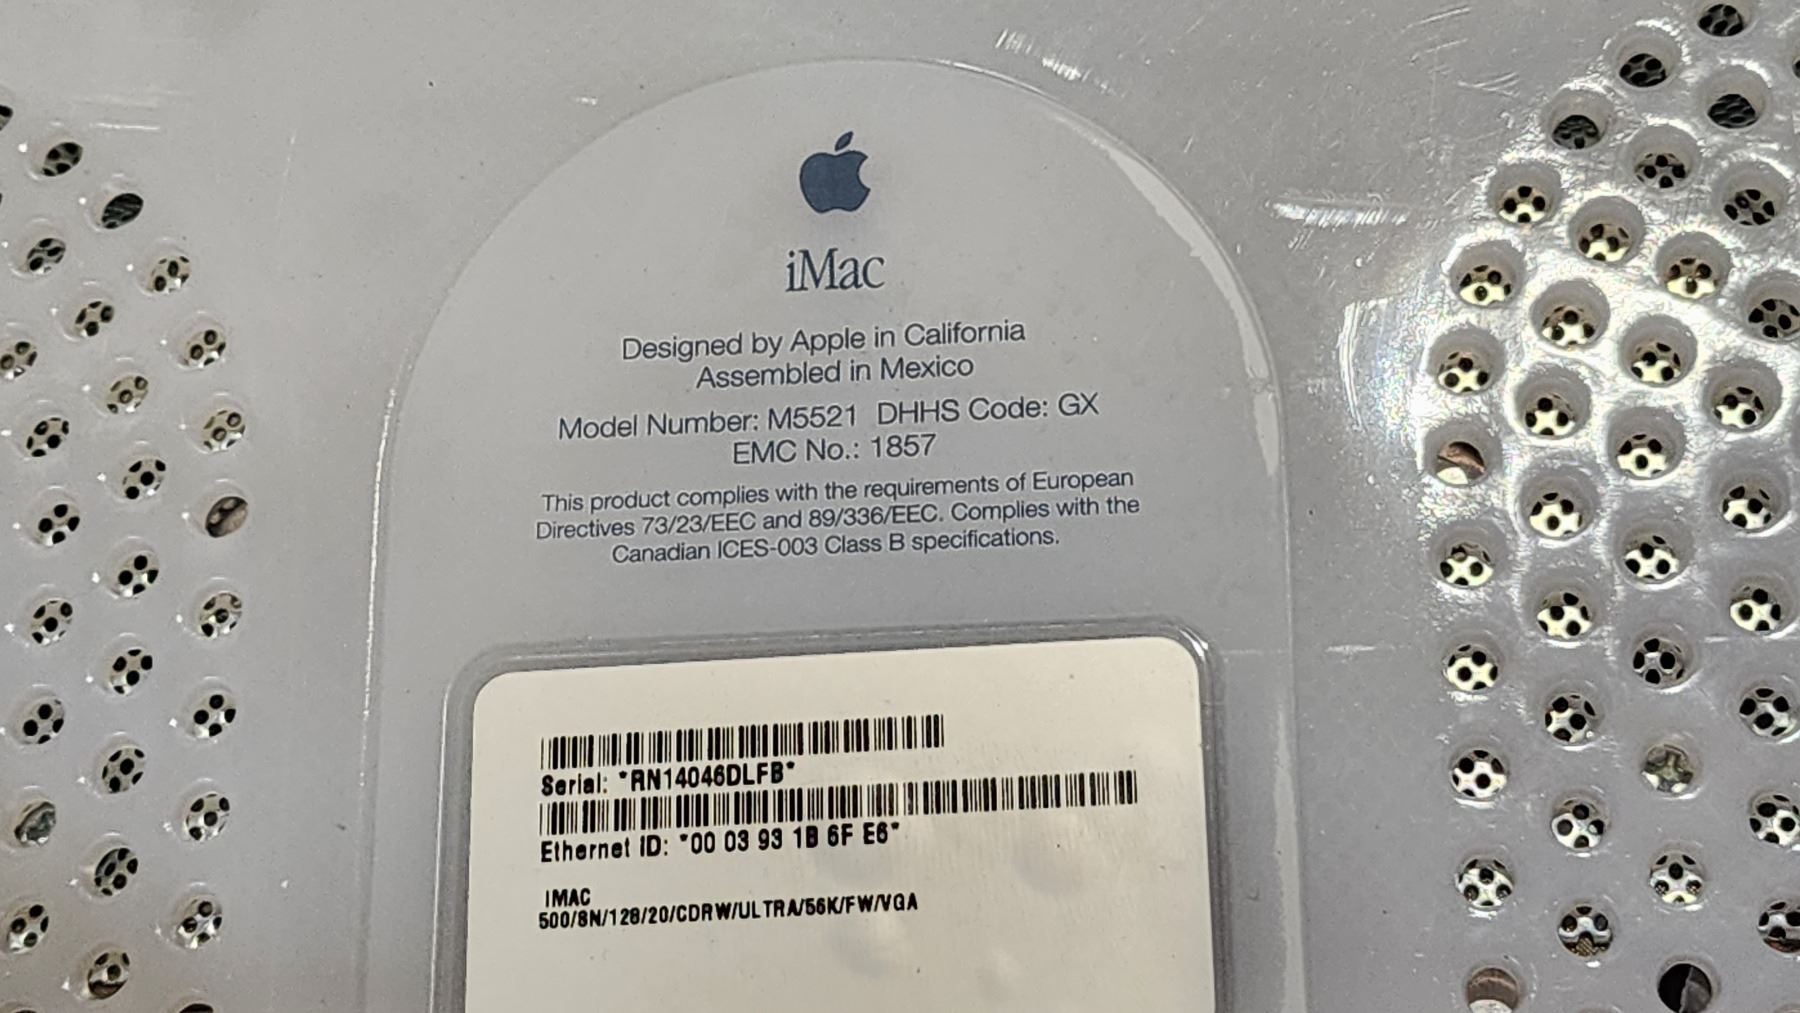 iMac
Designed by Apple in California
Assembled in Mexico
Model Number: M5521 DHHS Code: GX
EMC No.: 1857
This product complies with the requirements of European
Directives 73/23/EEC and 89/336/EEC. Complies with the
Canadian ICES-003 Class B specifications.
Serial: *RN14046DLFB*
Ethernet ID: *00 03 93 1B 6F E6*
IMAC
500/8N/128/20/CDRW/ULTRA/56K/FW/VGA